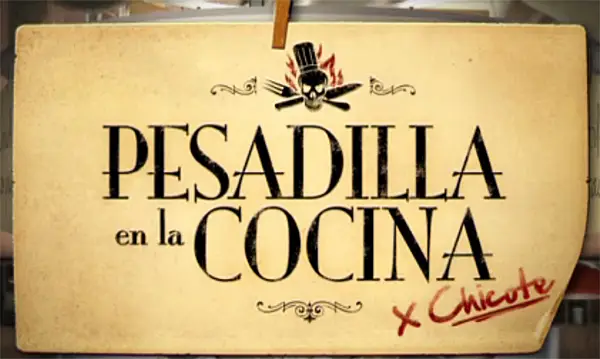 PESADILLA
en la COCINA
x Chicote